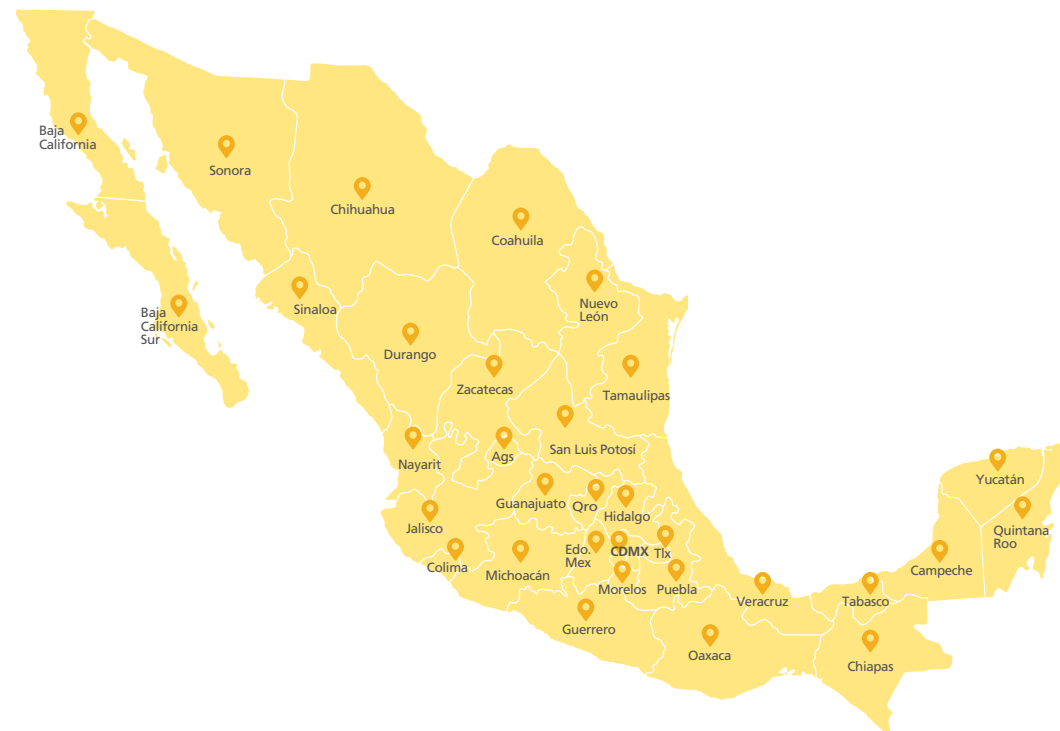 Baja
California
Sonora
Chihuahua
Coahuila
Baja
California
Sur
Sinaloa
Nuevo
León
Durango
Zacatecas
Tamaulipas
Nayarit
Ags
San Luis Potosí
Yucatán
Guanajuato
Qro
Hidalgo
Jalisco
Quintana
Roo
Edo.
Mex
CDMX
Tlx
Colima
Michoacán
Campeche
Morelos
Puebla
Veracruz
Tabasco
Guerrero
Oaxaca
Chiapas